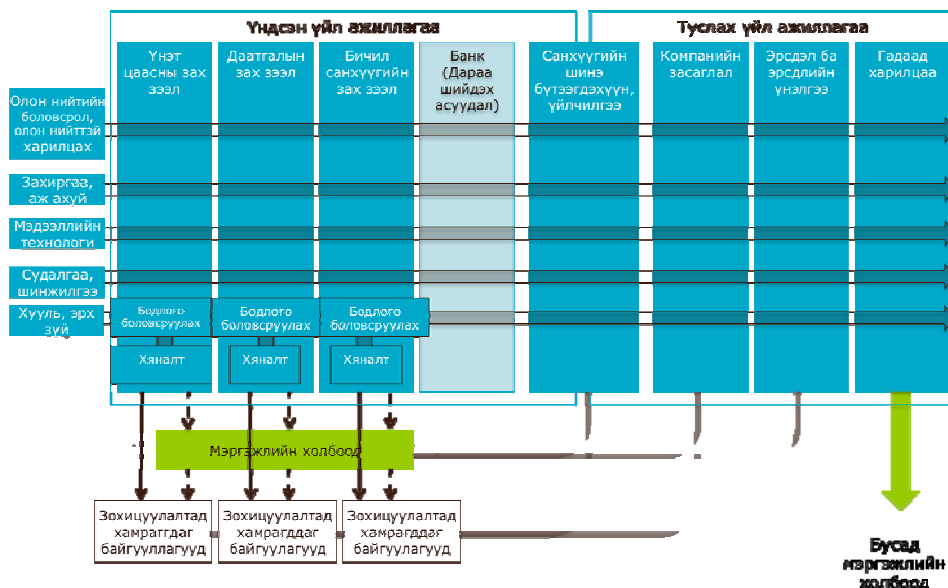 Үндсэн үйл ажиллагаа
Туслах үйл ажиллагаа
Үнэт
цаасны зах
зээл
Даатгалын
зах зээл
Бичил
санхүүгийн
зах зээл
Банк
(Дараа
шийдэх
асуудал)
Санхүүгийн
шинэ
бүтээгдэхүүн,
үйлчилгээ
Компанийн
засаглал
Эрсдэл ба
эрсдлийн
үнэлгээ
Гадаад
харилцаа
Олон нийтийн
боловсрол,
олон нийттэй
харилцах
Захиргаа,
аж ахуй
Мэдээллийн
технологи
Судалгаа,
шинжилгээ
Хууль, эрх
зүй
Бодлого
боловсруулах
Бодлого
боловсруулах
Бодлого
боловсруулах
Хяналт
Хяналт
Хяналт
Мэргэжлийн холбоод
Зохицуулалтад
хамрагддаг
байгууллагууд
Зохицуулалтад
хамрагддаг
байгуулагууд
Зохицуулалтад
хамрагддаг
байгуулагууд
Бусад
мэргэжлийн
холбоод